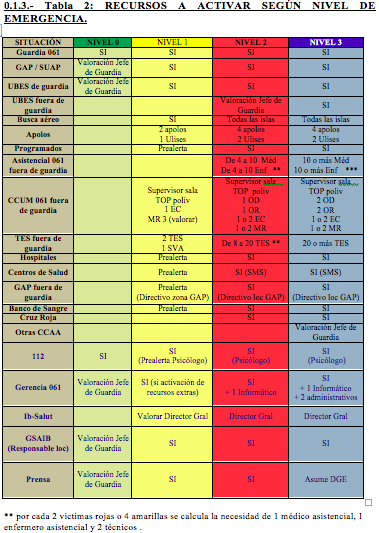 0.1.3.- Tabla 2: RECURSOS A ACTIVAR SEGÚN NIVEL DE
EMERGENCIA.
SITUACIÓN NIVEL 0 NIVEL 1 NIVEL 2 NIVEL 3
Guardia 061 SI SI SI SI
GAP / SUAP Valoración Jefe de Guardia SI SI SI
UBES de guardia Valoración Jefe de Guardia SI SI SI
UBES fuera de guardia Valoración Jefe de Guardia SI
Busca aéreo SI Todas las islas Todas las islas
Apolos 2 apolos 1 Ulises 4 apolos 2 Ulises 4 apolos 2 Ulises
Programados Prealerta SI SI
Asistencial 061 fuera de guardia De 4 a 10 Méd De 4 a 10 Enf ** 10 o más Méd 10 o más Enf ***
CCUM 061 fuera de guardia Supervisor sala TOP poliv 1 EC MR 3 (valorar) Supervisor sala TOP poliv 1 OD 1 OR 1 o 2 EC 1 o 2 MR Supervisor sala TOP poliv 2 OD 2 OR 1 o 2 EC 1 o 2 MR
TES fuera de guardia 2 TES 1 SVA De 8 a 20 TES ** 20 o más TES
Hospitales Prealerta SI SI
Centros de Salud Prealerta SI (SMS) SI (SMS)
GAP fuera de guardia Prealerta (Directivo zona GAP) SI (Directivo loc GAP) SI (Directivo loc GAP)
Banco de Sangre Prealerta SI SI
Cruz Roja SI SI
Otras CCAA Valoración Jefe de Guardia
112 SI SI (Prealerta Psicólogo) SI (Psicólogo) SI (Psicólogo)
Gerencia 061 Valoración Jefe de Guardia SI (si activación de recursos extras) SI + 1 Informático SI + 1 Informático + 2 administrativos
Ib-Salut Valorar Director Gral Director Gral Director Gral
GSAIB (Responsable loc) Valoración Jefe de Guardia SI SI SI
Prensa Valoración Jefe de Guardia SI SI Asume DGE
** por cada 2 victimas rojas o 4 amarillas se calcula la necesidad de 1 médico asistencial, 1
enfermero asistencial y 2 técnicos .